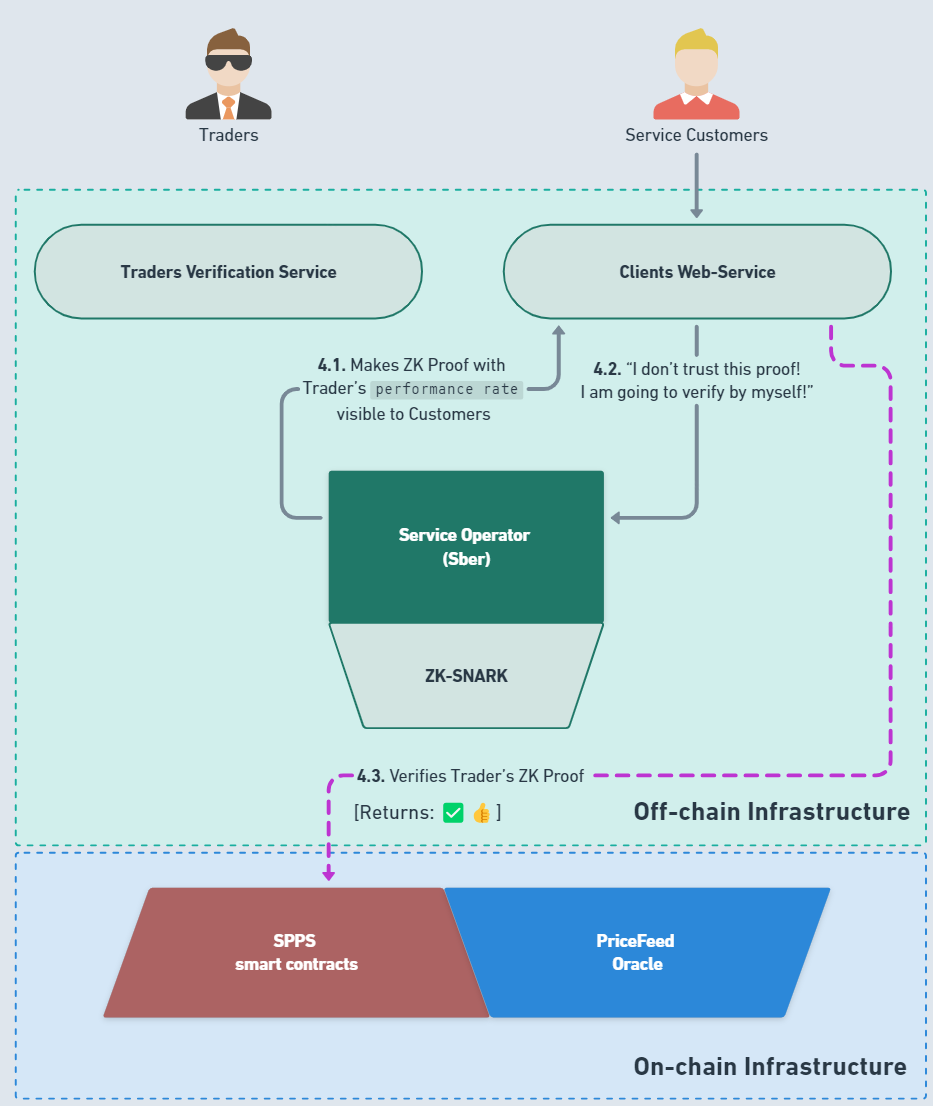 Traders
Service Customers
Traders Verification Service
Clients Web-Service
4.1. Makes ZK Proof with
Trader’s performance rate
visible to Customers
4.2. “I don’t trust this proof!
I am going to verify by myself!”
Service Operator
(Sber)
ZK-SNARK
4.3. Verifies Trader’s ZK Proof
[Returns: ✅ 👍 ]
Off-chain Infrastructure
SPPS
smart contracts
PriceFeed
Oracle
On-chain Infrastructure